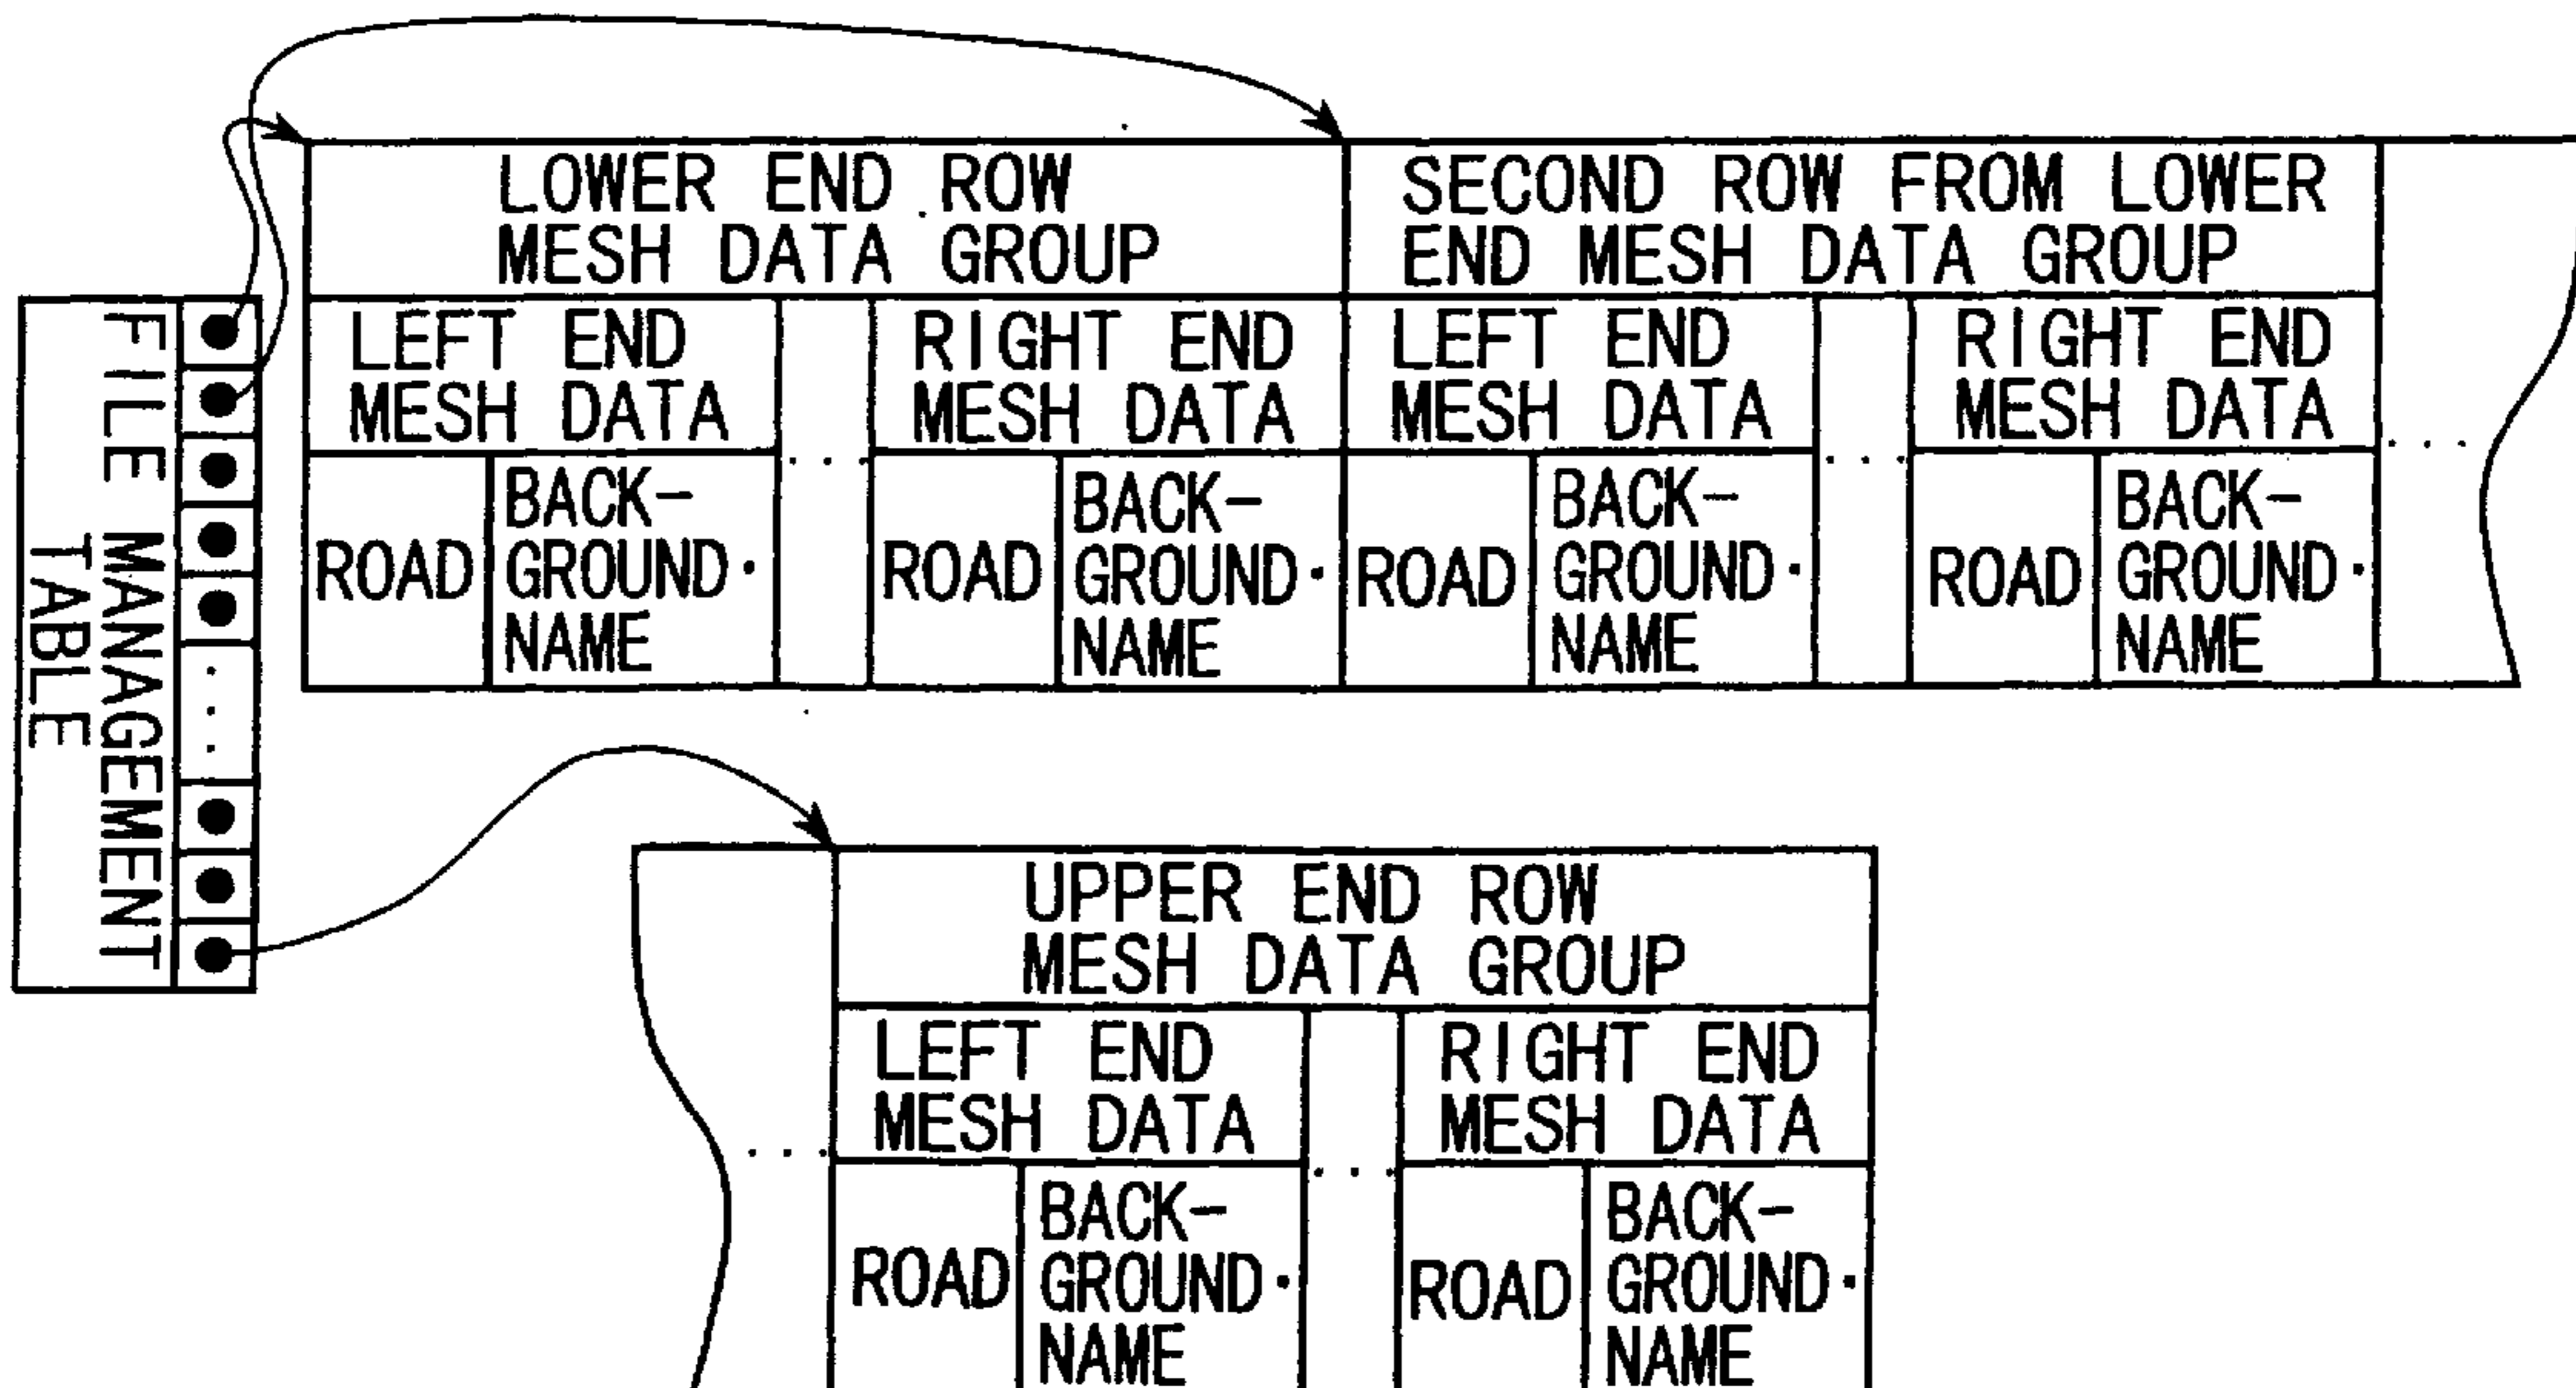 LOWER END ROW
MESH DATA GROUP
SECOND ROW FROM LOWER
END MESH DATA GROUP
LEFT END
MESH DATA
...
RIGHT END
MESH DATA
LEFT END
MESH DATA
...
RIGHT END
MESH DATA
...
ROAD
BACK-
GROUND·
NAME
ROAD
BACK-
GROUND·
NAME
ROAD
BACK-
GROUND·
NAME
ROAD
BACK-
GROUND·
NAME
FILE MANAGEMENT
TABLE
...
UPPER END ROW
MESH DATA GROUP
...
LEFT END
MESH DATA
...
RIGHT END
MESH DATA
ROAD
BACK-
GROUND·
NAME
ROAD
BACK-
GROUND·
NAME